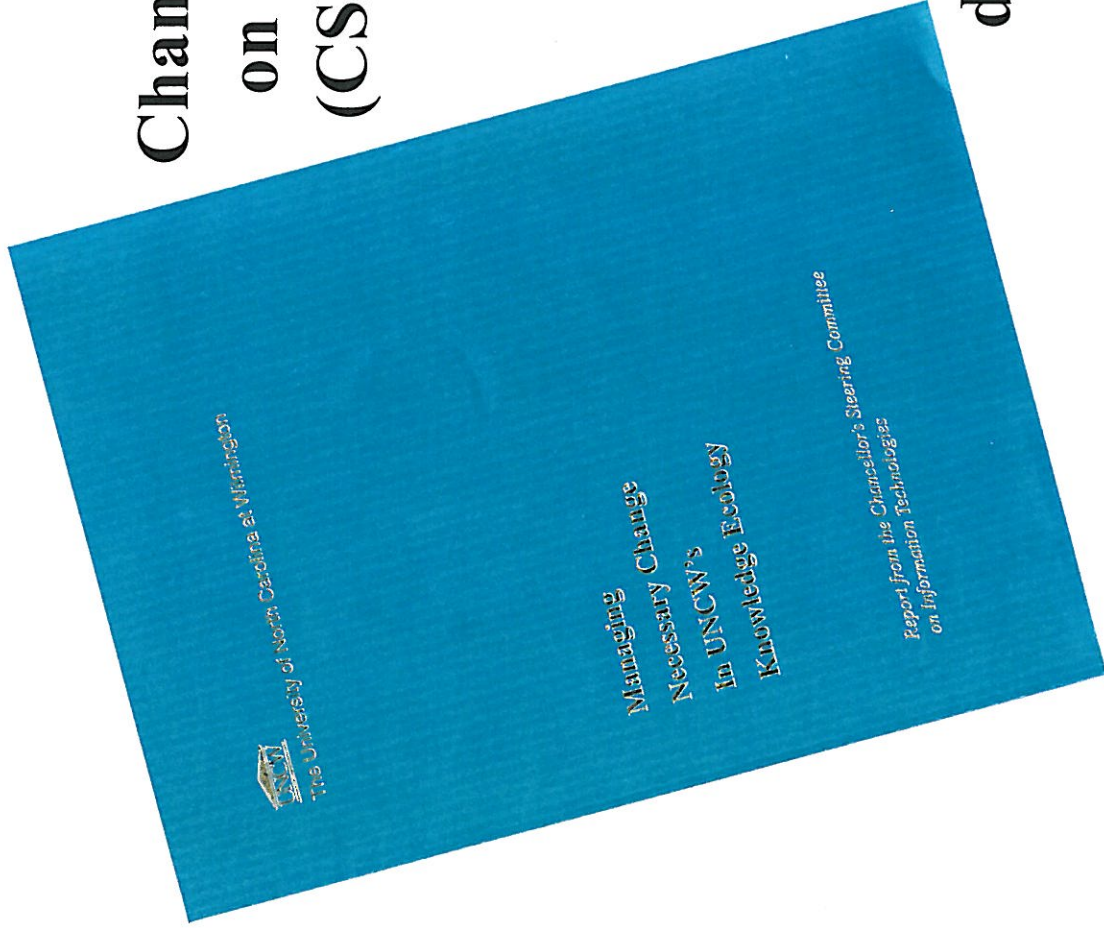 Chan
on
(CS
UNCW
The University of North Carolina at Wilmington
Managing
Necessary Change
In UNCW's
Knowledge Ecology
Report from the Chancellor's Steering Committee
on Information Technologies
d